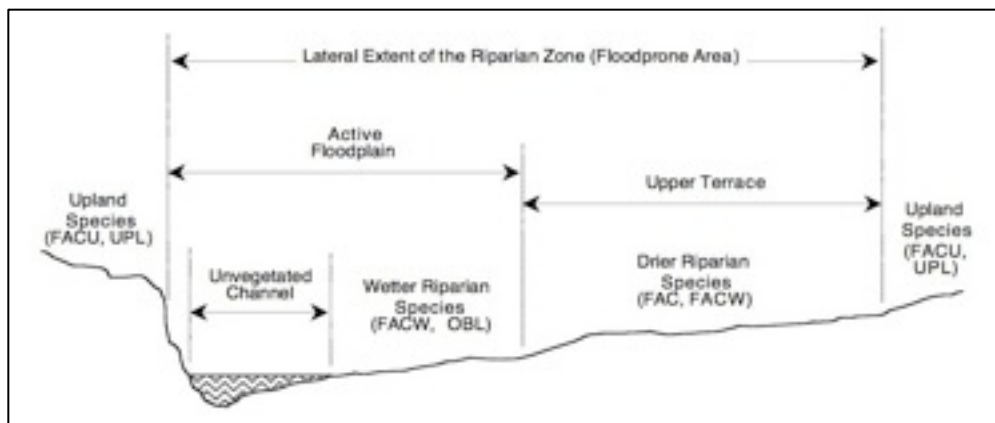 Lateral Extent of the Riparian Zone (Floodprone Area)
Active
Floodplain
Upper Terrace
Upland
Species
(FACU, UPL)
Unvegetated
Channel
Wetter Riparian
Species
(FACW, OBL)
Drier Riparian
Species
(FAC, FACW)
Upland
Species
(FACU,
UPL)